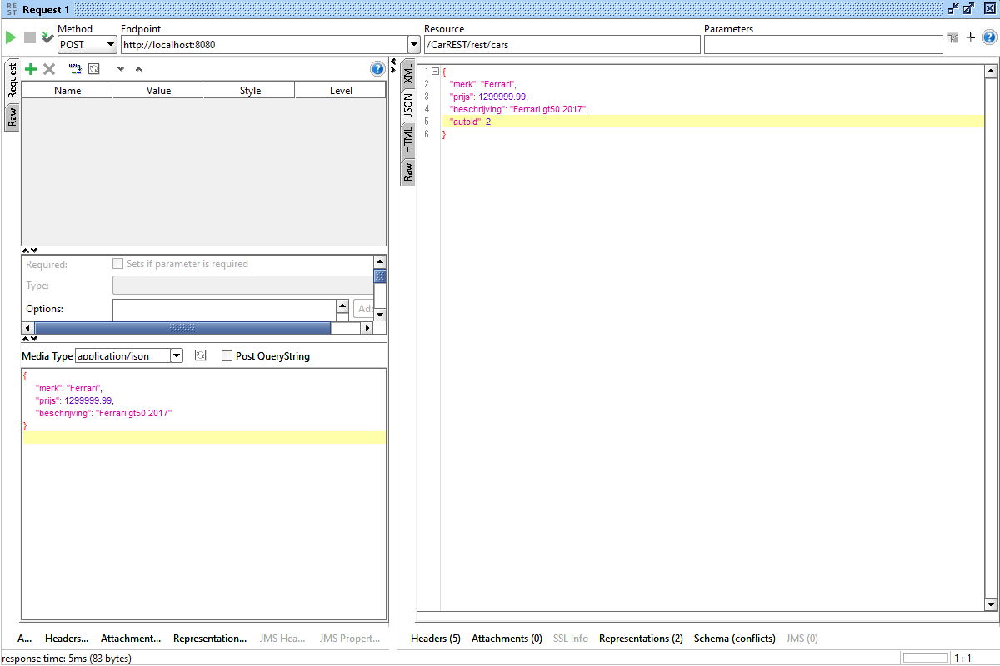 RE
ST
Request 1
Method
Endpoint
Resource
Parameters
POST
http://localhost:8080
/CarREST/rest/cars
Request
Raw
Name
Value
Style
Level
Required:
Sets if parameter is required
Type:
Options:
Add
Media Type
application/json
Post QueryString
{
"merk": "Ferrari",
"prijs": 1299999.99,
"beschrijving": "Ferrari gt50 2017"
}
A...
Headers...
Attachment...
Representation...
JMS Hea...
JMS Propert...
XML
JSON
HTML
Raw
1 {
2 "merk": "Ferrari",
3 "prijs": 1299999.99,
4 "beschrijving": "Ferrari gt50 2017",
5 "autoId": 2
6 }
Headers (5)
Attachments (0)
SSL Info
Representations (2)
Schema (conflicts)
JMS (0)
response time: 5ms (83 bytes)
1 : 1